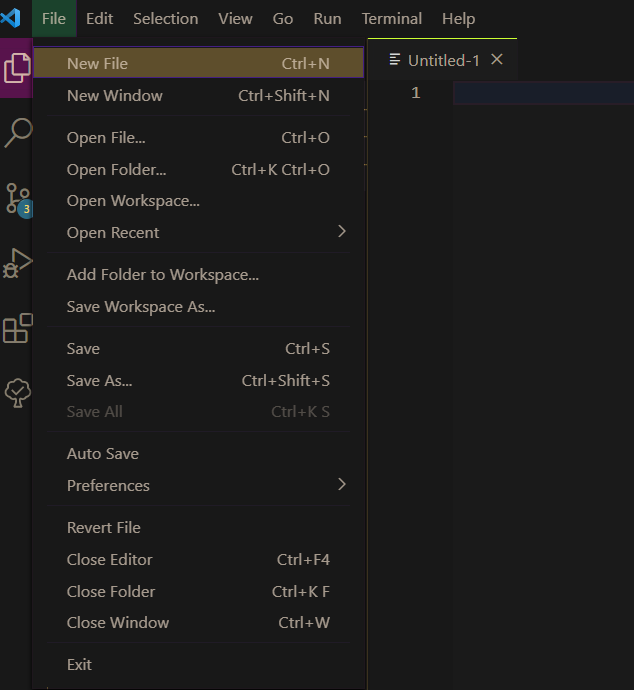 File Edit Selection View Go Run Terminal Help
New File Ctrl+N
New Window Ctrl+Shift+N
Open File... Ctrl+O
Open Folder... Ctrl+K Ctrl+O
Open Workspace...
Open Recent
Add Folder to Workspace...
Save Workspace As...
Save Ctrl+S
Save As... Ctrl+Shift+S
Save All Ctrl+K S
Auto Save
Preferences
Revert File
Close Editor Ctrl+F4
Close Folder Ctrl+K F
Close Window Ctrl+W
Exit
3
Untitled-1
1